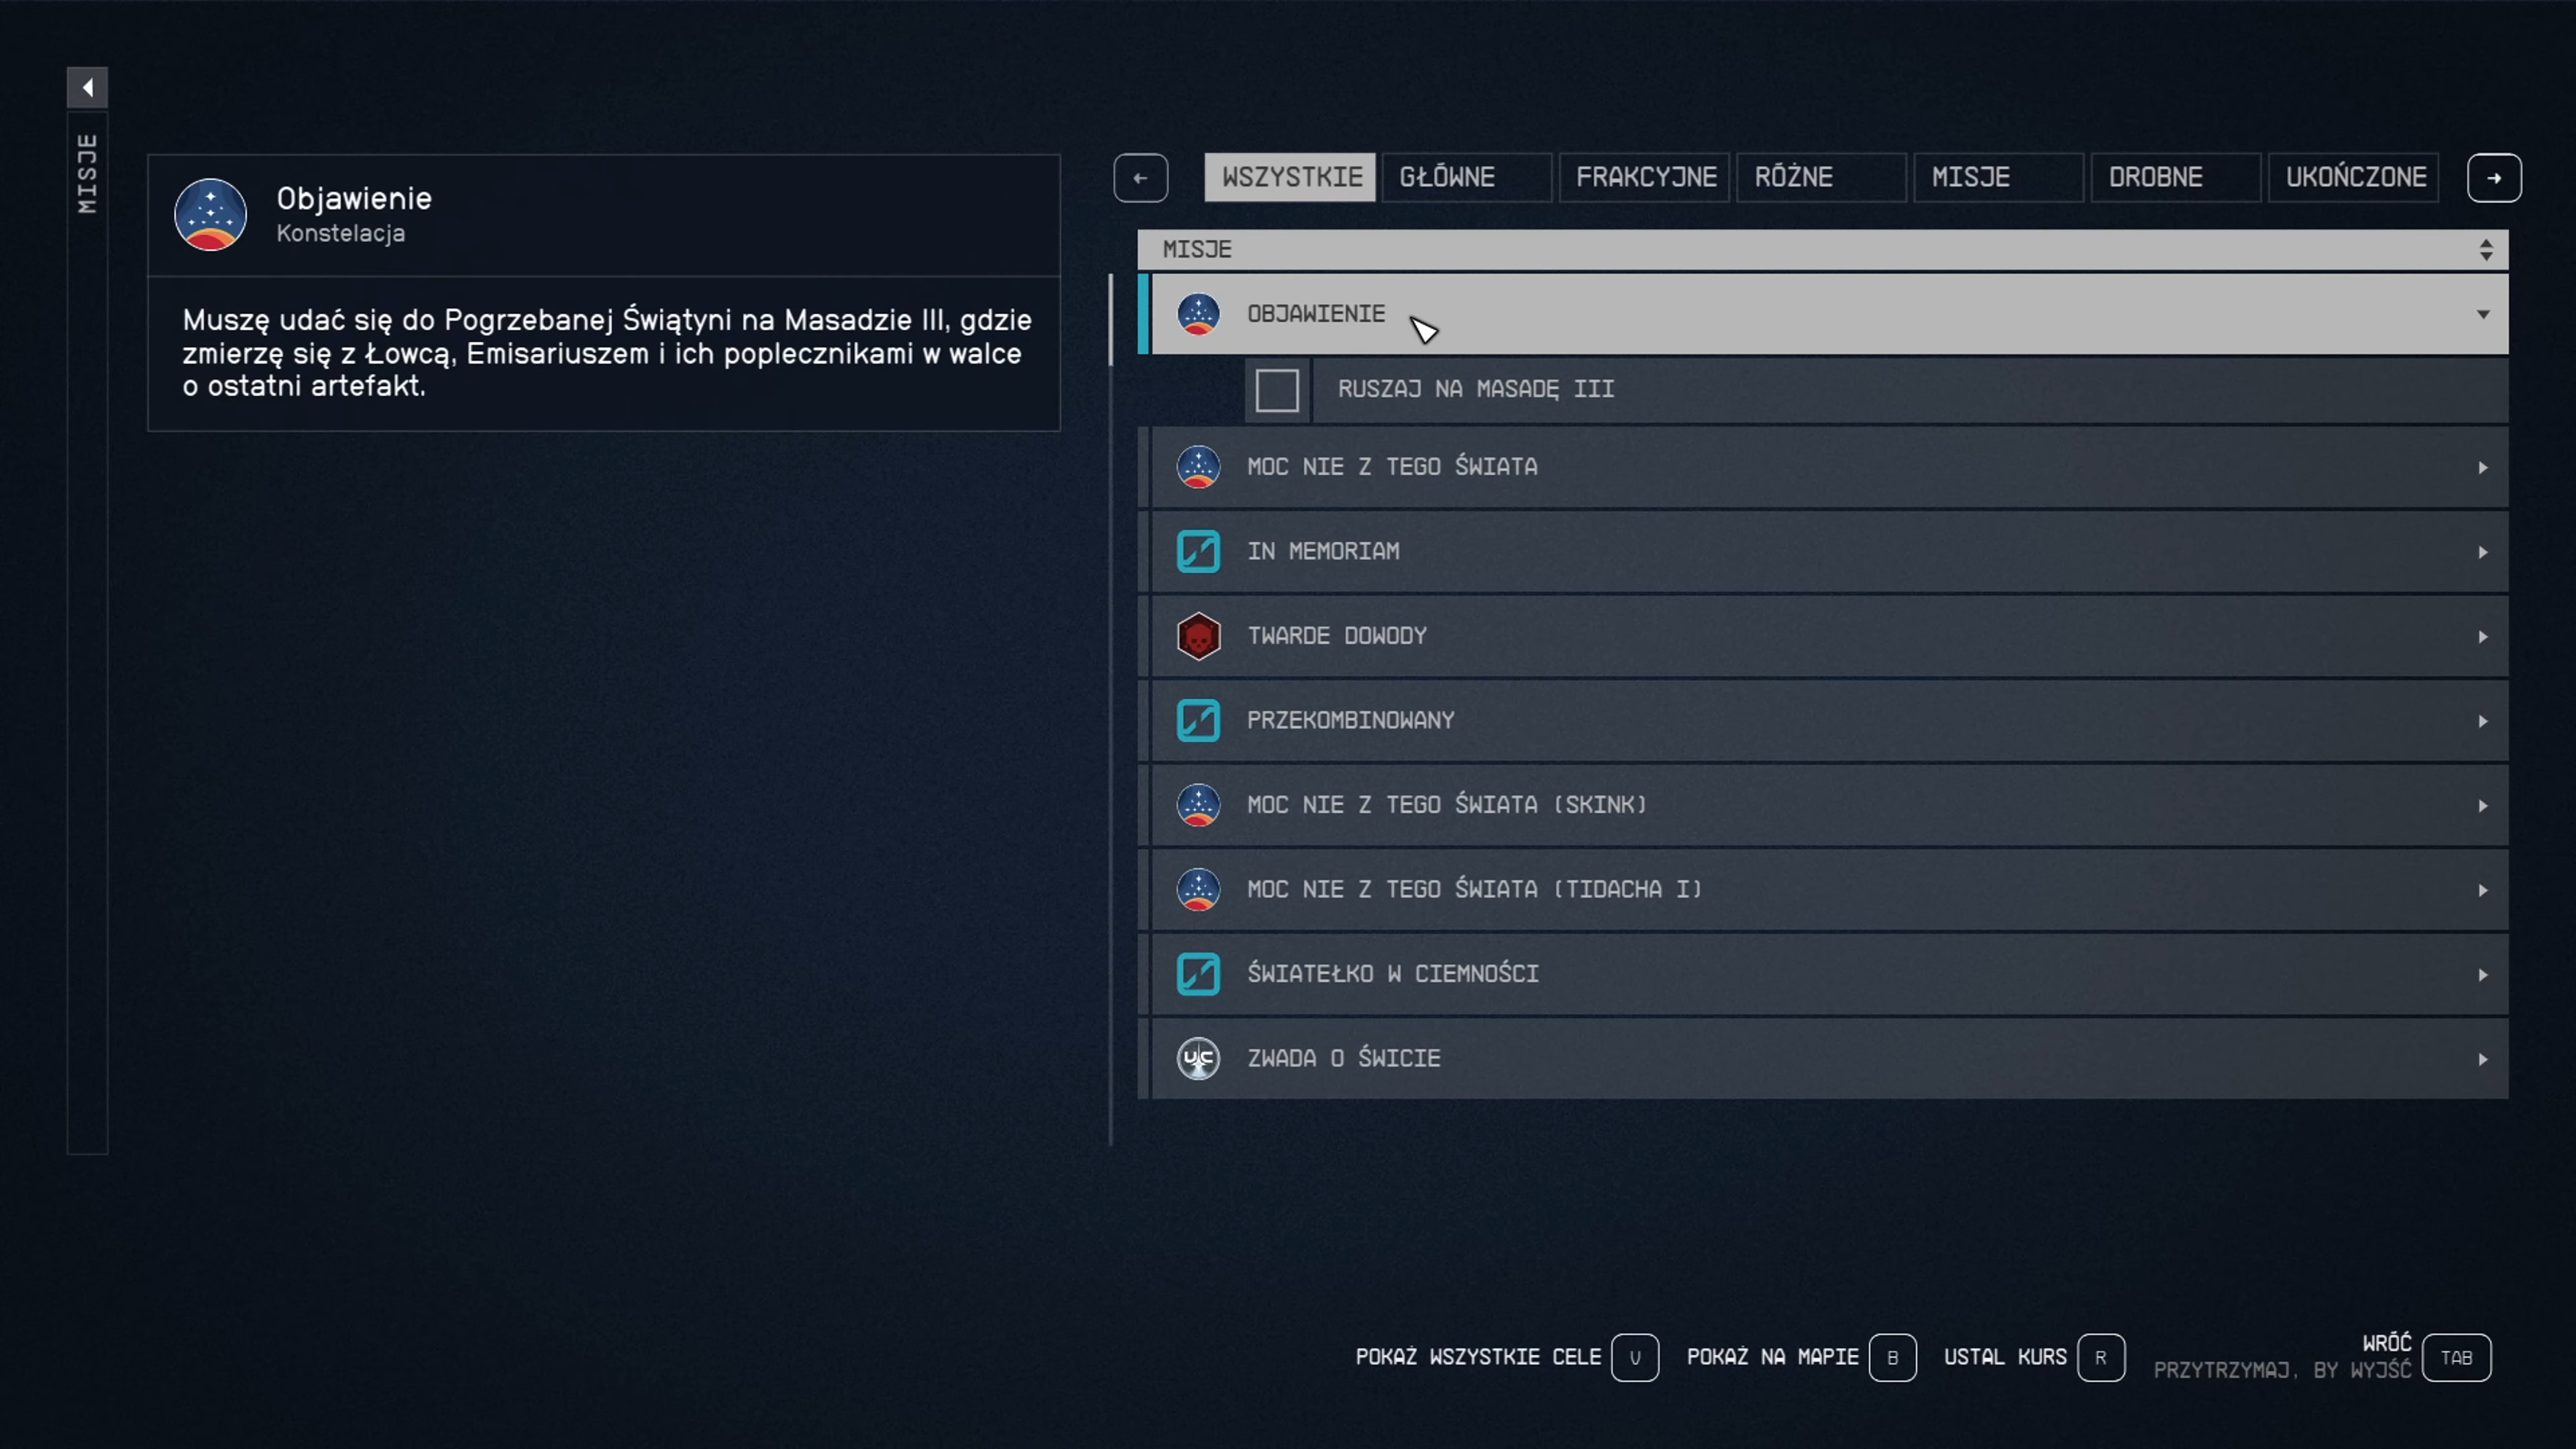 MISJE
Objawienie
Konstelacja
Muszę udać się do Pogrzebanej Świątyni na Masadzie III, gdzie
zmierzę się z Łowcą, Emisariuszem i ich poplecznikami w walce
o ostatni artefakt.
WSZYSTKIE
GŁÓWNE
FRAKCYJNE
RÓŻNE
MISJE
DROBNE
UKOŃCZONE
MISJE
OBJAWIENIE
RUSZAJ NA MASADĘ III
MOC NIE Z TEGO ŚWIATA
IN MEMORIAM
TWARDE DOWODY
PRZEKOMBINOWANY
MOC NIE Z TEGO ŚWIATA (SKINK)
MOC NIE Z TEGO ŚWIATA (TIDACHA I)
ŚWIATEŁKO W CIEMNOŚCI
UC
ZWADA O ŚWICIE
POKAŻ WSZYSTKIE CELE V
POKAŻ NA MAPIE B
USTAL KURS R
WRÓĆ
PRZYTRZYMAJ, BY WYJŚĆ
TAB